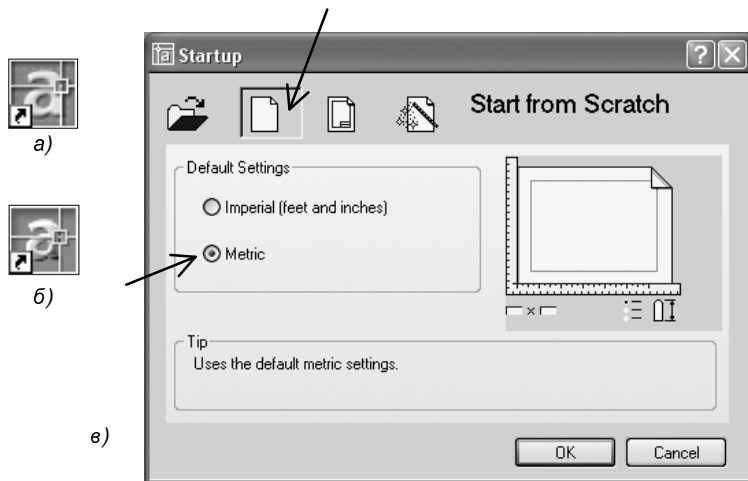 Startup
Start from Scratch
а)
Default Settings
Imperial (feet and inches)
Metric
б)
Tip
Uses the default metric settings.
в)
OK
Cancel